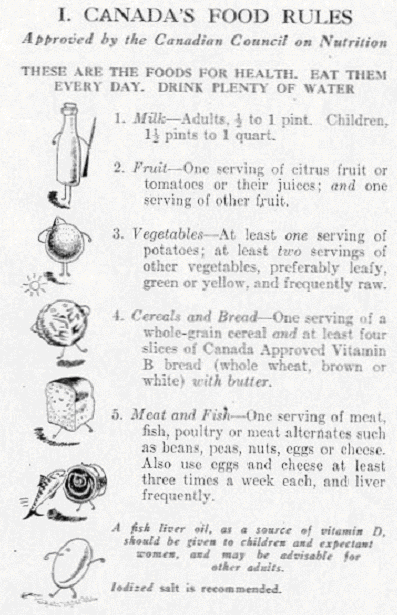 I. CANADA'S FOOD RULES
Approved by the Canadian Council on Nutrition
THESE ARE THE FOODS FOR HEALTH. EAT THEM
EVERY DAY. DRINK PLENTY OF WATER
1. Milk—Adults, ½ to 1 pint. Children,
1½ pints to 1 quart.
2. Fruit—One serving of citrus fruit or
tomatoes or their juices; and one
serving of other fruit.
3. Vegetables—At least one serving of
potatoes; at least two servings of
other vegetables, preferably leafy,
green or yellow, and frequently raw.
4. Cereals and Bread—One serving of a
whole-grain cereal and at least four
slices of Canada Approved Vitamin
B bread (whole wheat, brown or
white) with butter.
5. Meat and Fish—One serving of meat,
fish, poultry or meat alternates such
as beans, peas, nuts, eggs or cheese.
Also use eggs and cheese at least
three times a week each, and liver
frequently.
A fish liver oil, as a source of vitamin D,
should be given to children and expectant
women, and may be advisable for
other adults.
Iodized salt is recommended.